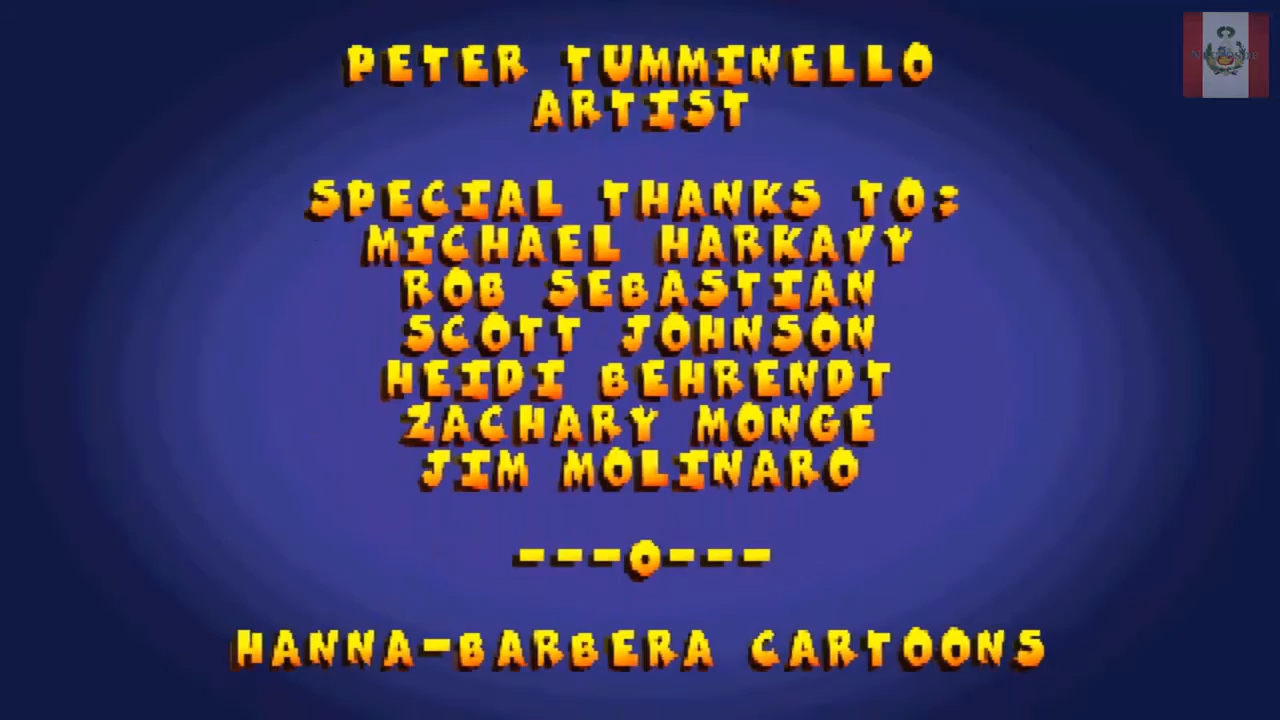 PETER TUMMINELLO
ARTIST
SPECIAL THANKS TO:
MICHAEL HARKAVY
ROB SEBASTIAN
SCOTT JOHNSON
HEIDI BEHRENDT
ZACHARY MONGE
JIM MOLINARO
---O---
HANNA-BARBERA CARTOONS